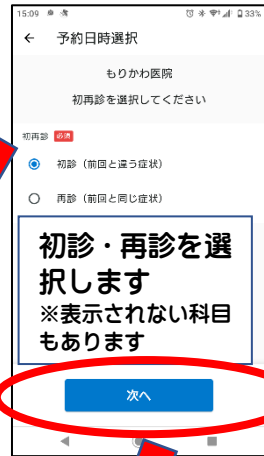 15:09 33%
予約日時選択
もりかわ医院
初再診を選択してください
初再診 必須
初診（前回と違う症状）
再診（前回と同じ症状）
初診・再診を選
択します
※表示されない科目
もあります
次へ